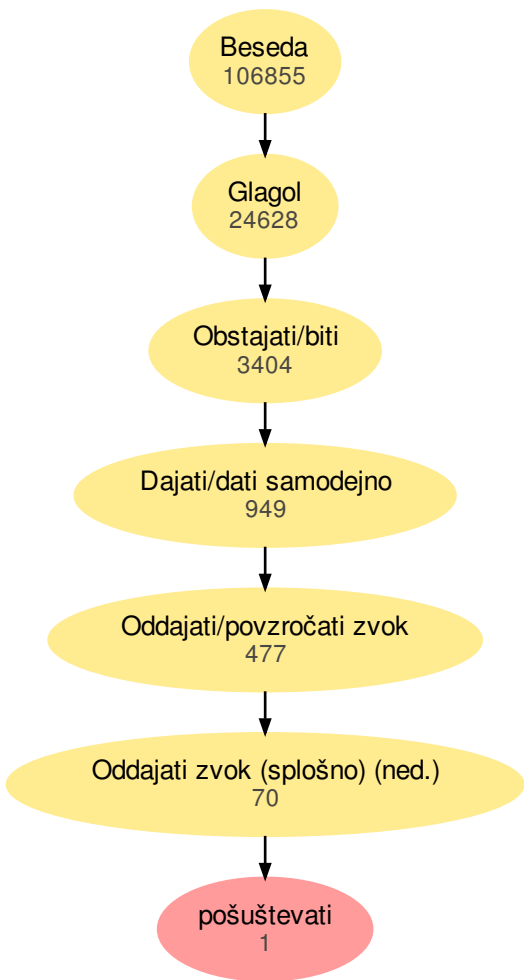 Beseda
106855
Glagol
24628
Obstajati/biti
3404
Dajati/dati samodejno
949
Oddajati/povzročati zvok
477
Oddajati zvok (splošno) (ned.)
70
pošuštevati
1